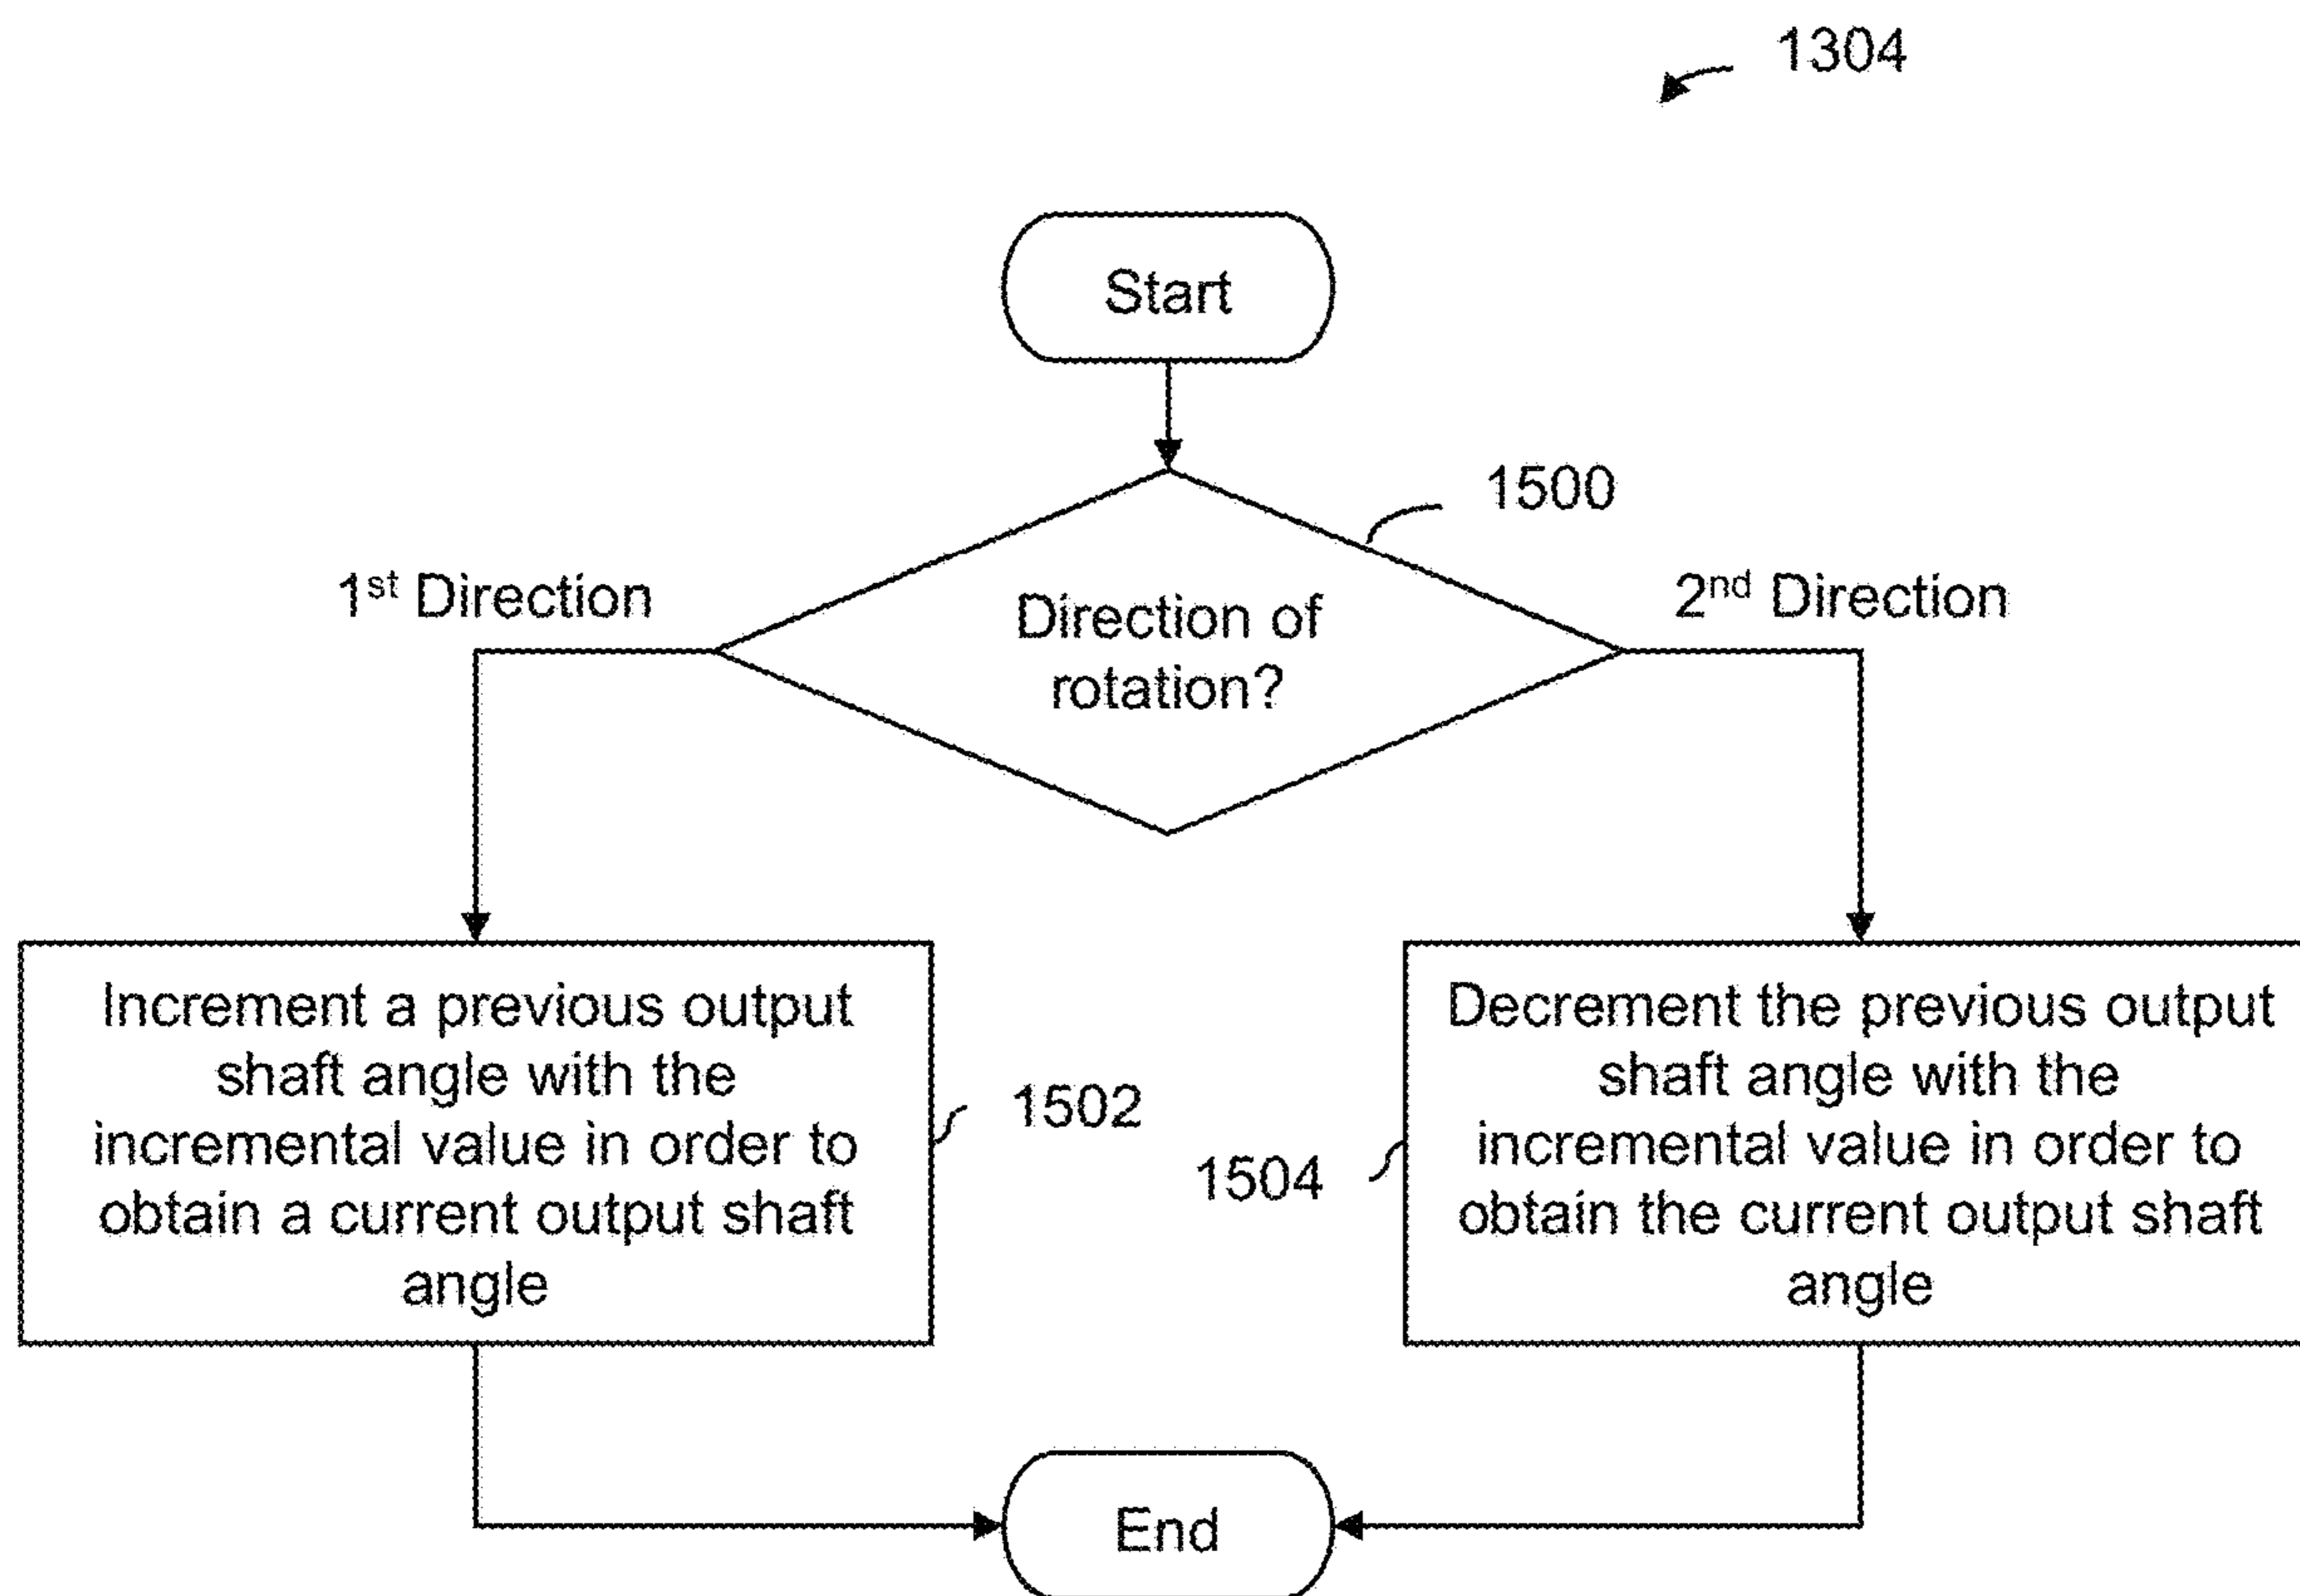 1304
Start
1500
1st Direction
2nd Direction
Direction of
rotation?
Increment a previous output
shaft angle with the
incremental value in order to
obtain a current output shaft
angle
1502
Decrement the previous output
shaft angle with the
incremental value in order to
obtain the current output shaft
angle
1504
End